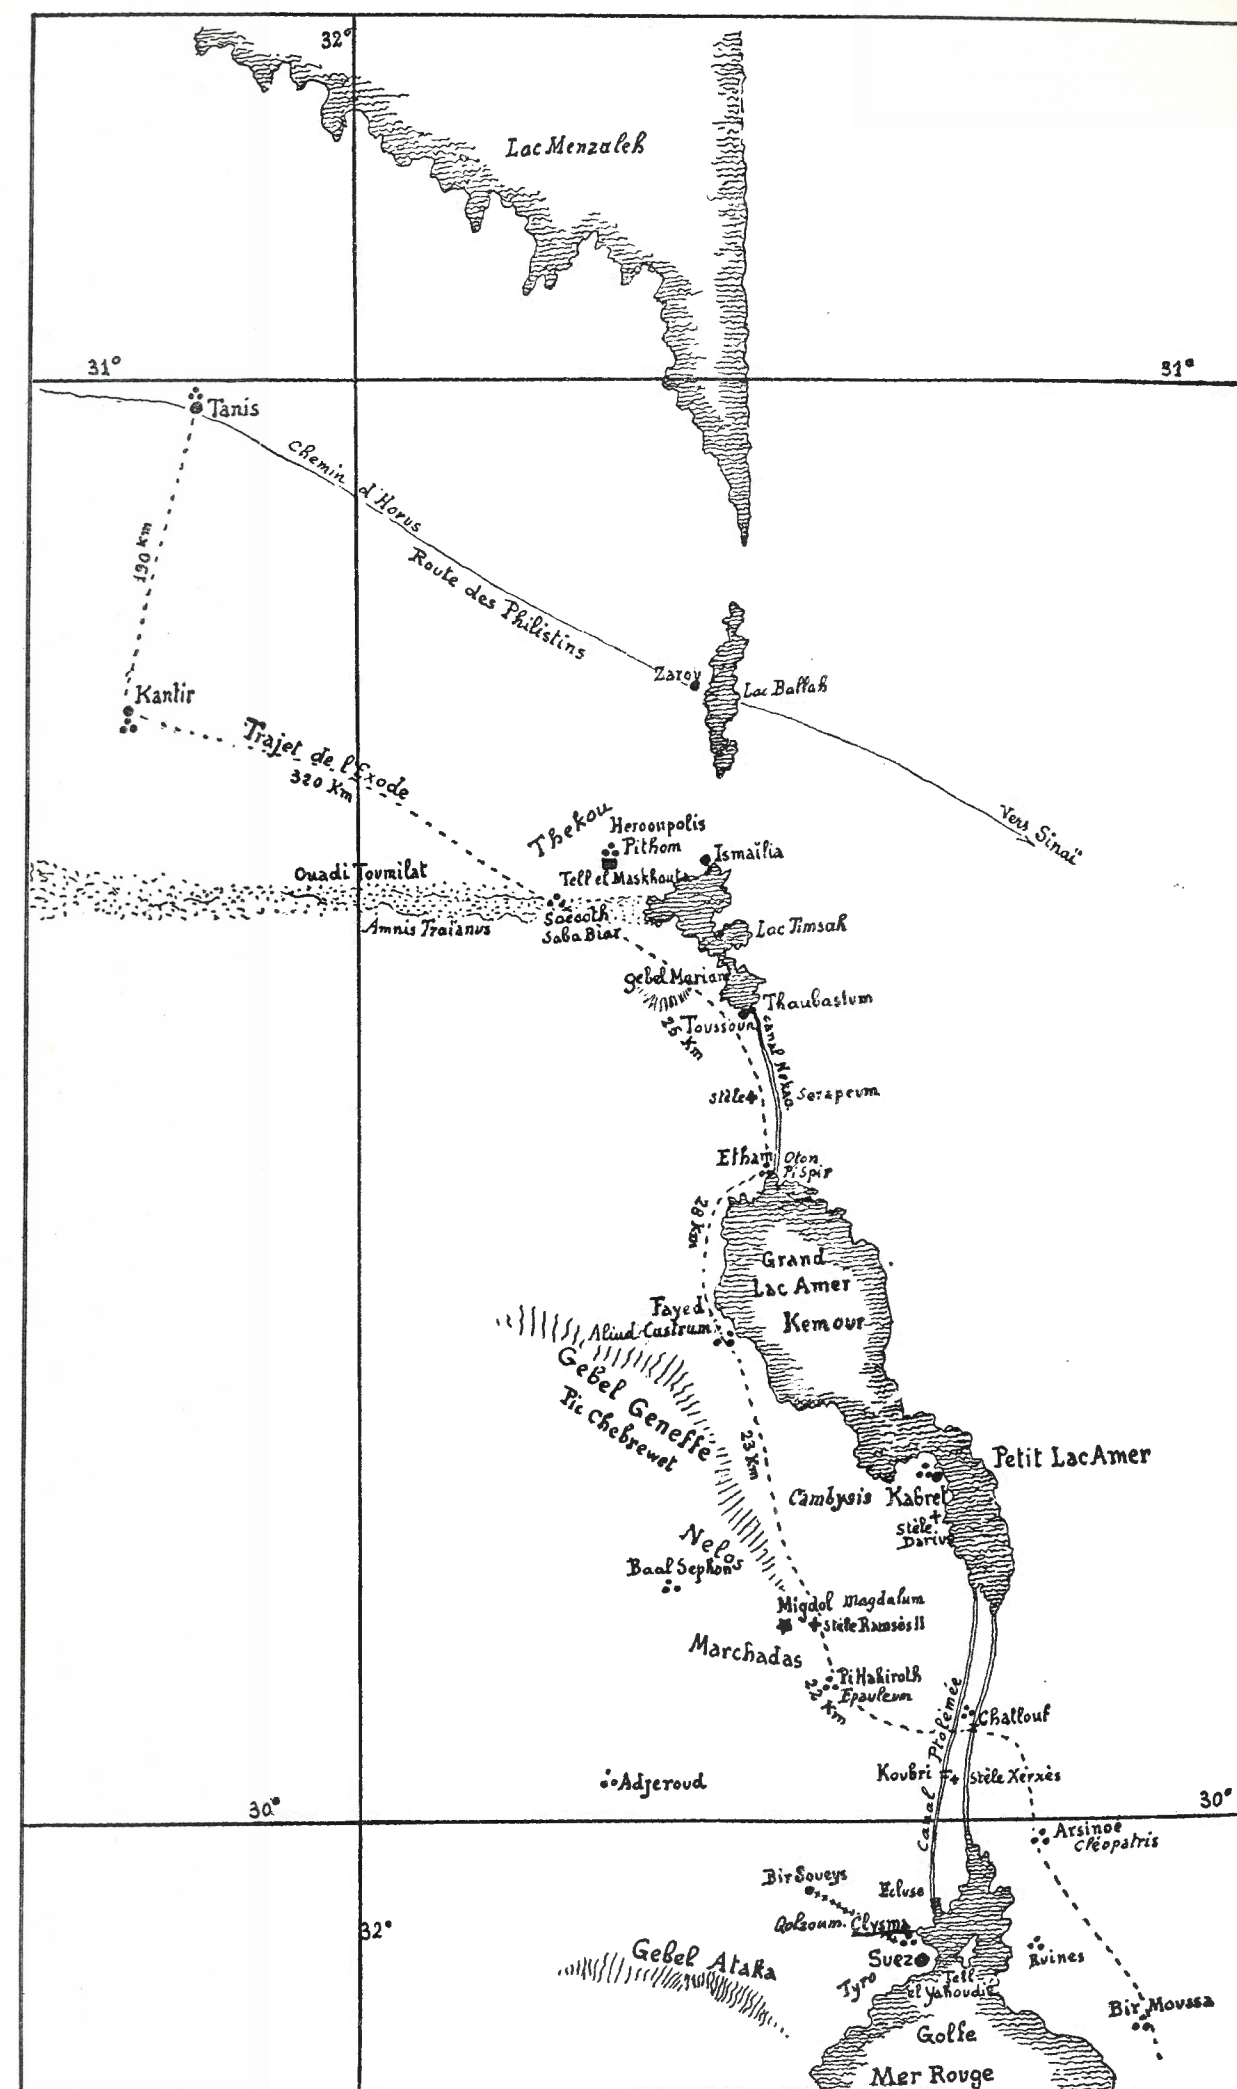 32°
Lac Menzaleh
31°
31°
Tanis
Chemin d'Horus
Route des Philistins
190 km
Zarou
Lac Ballah
Kantir
Trajet de l'Exode
320 Km
Vers Sinaï
Thekou
Heroonpolis
Pithom
Ismaïlia
Tell el Maskhouta
Ouadi Toumilat
Soccoth
Saba Biar
Amnis Traïanus
Lac Timsah
Gebel Mariam
Thaubastum
Toussoun
25 Km
Canal Nekao
Stèle
Serapeum
Etham
Oton
Pi Spir
28 Km
Grand
Lac Amer
Kemour
Fayed
Aliud Castrum
Gebel Geneffé
Pic Chebrewet
23 Km
Petit Lac Amer
Cambysis
Kabret
Stèle
Darius
Nelos
Baal Sephon
Migdol Magdalum
Stèle Ramsès II
Marchadas
Pi Hahiroth
Epauleum
22 Km
Canal Ptolémée
Challouf
Adjeroud
Koubri
Stèle Xerxès
30°
30°
Arsinoé
Cléopatris
Bir Soueys
Ecluse
Qolzoum. Clysma
32°
Gebel Ataka
Suez
Ruines
Tyro
Tell
el Yahoudie
Bir Moussa
Golfe
Mer Rouge